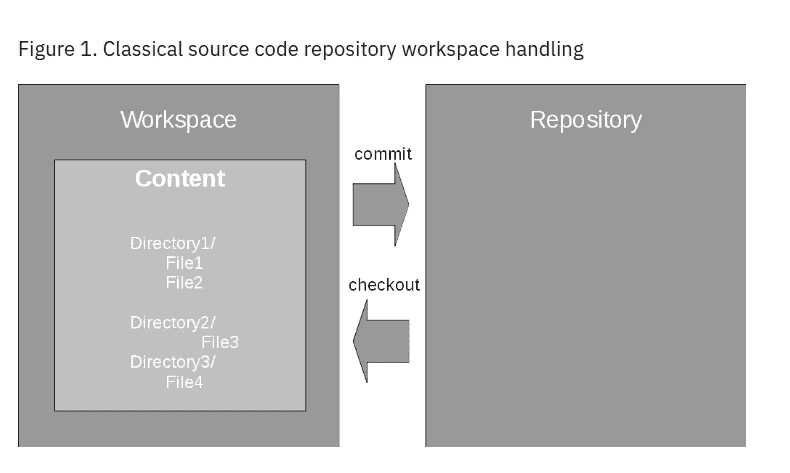 Figure 1. Classical source code repository workspace handling
Workspace
Content
Directory1/
File1
File2
Directory2/
File3
Directory3/
File4
commit
checkout
Repository